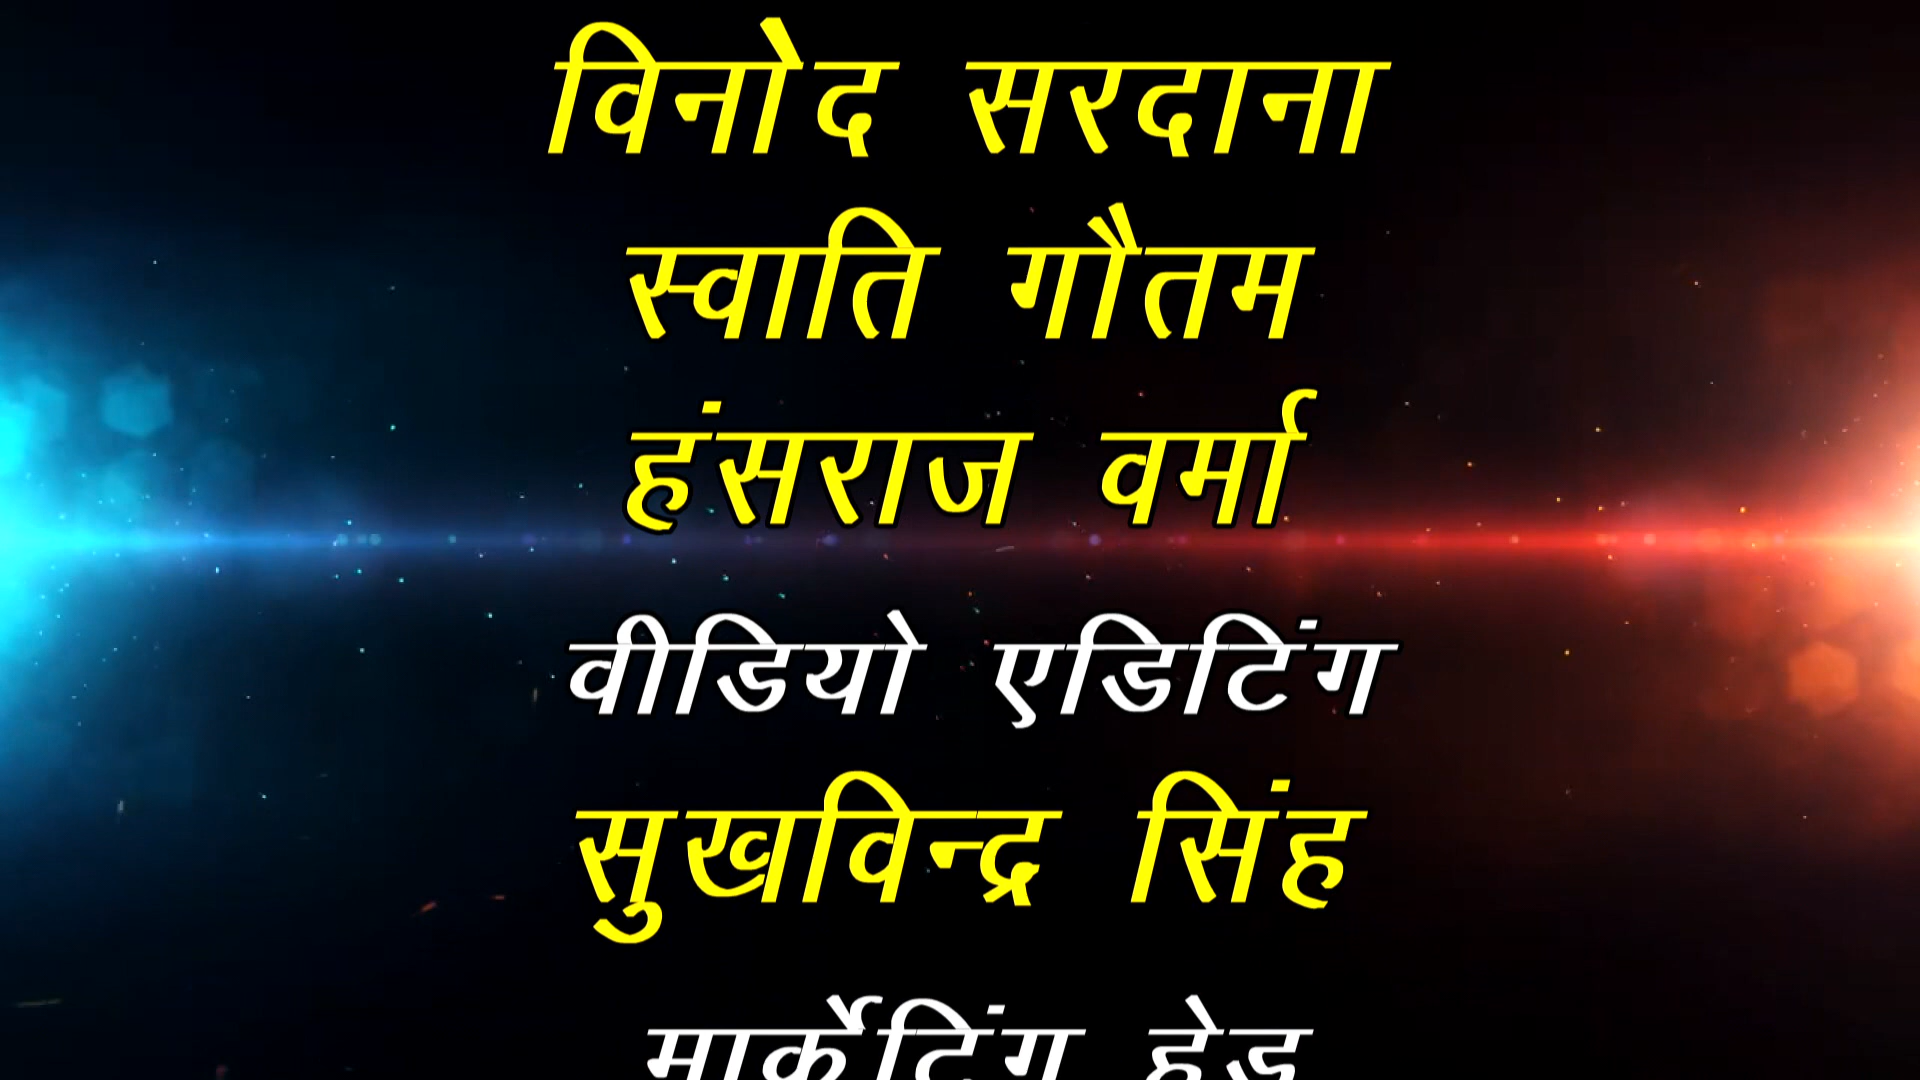 विनोद सरदाना
स्वाति गौतम
हंसराज वर्मा
वीडियो एडिटिंग
सुखविन्द्र सिंह
मार्केटिंग हेड